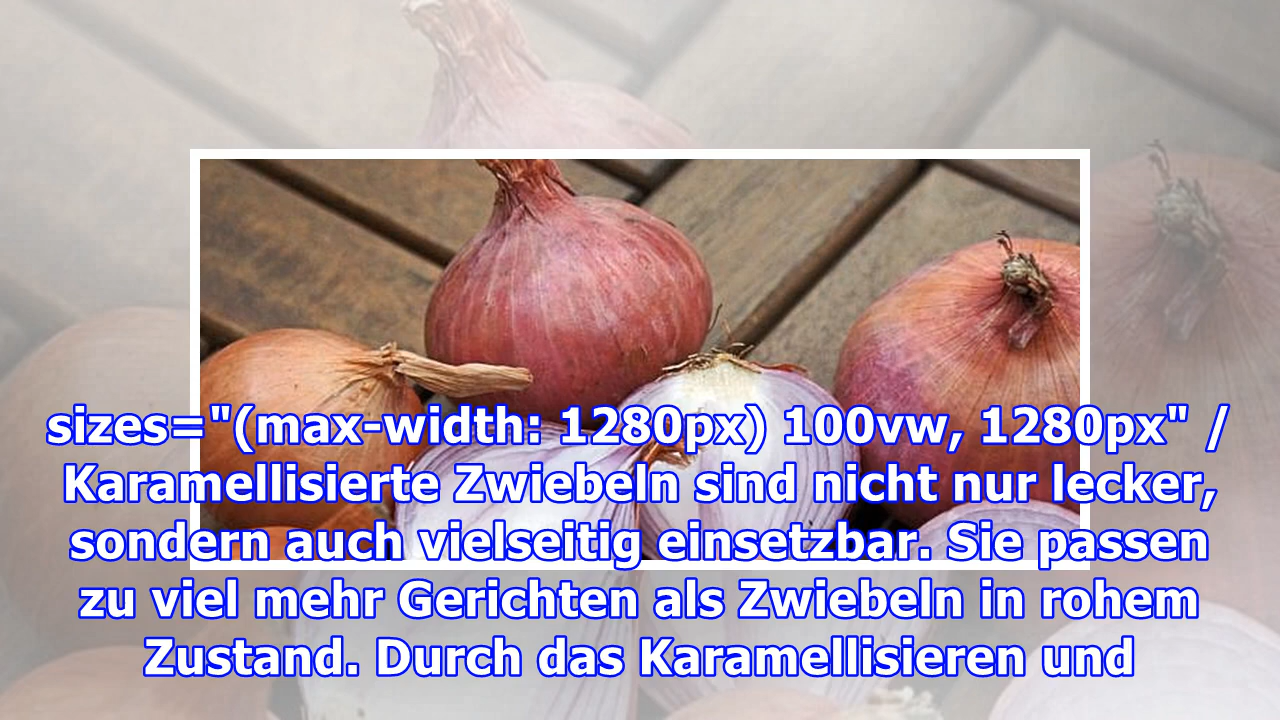 sizes="(max-width: 1280px) 100vw, 1280px" /
Karamellisierte Zwiebeln sind nicht nur lecker,
sondern auch vielseitig einsetzbar. Sie passen
zu viel mehr Gerichten als Zwiebeln in rohem
Zustand. Durch das Karamellisieren und